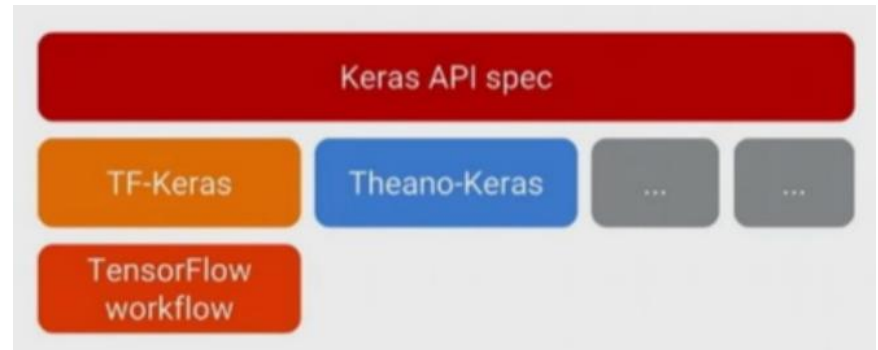 Keras API spec
TF-Keras
Theano-Keras
...
...
TensorFlow
workflow